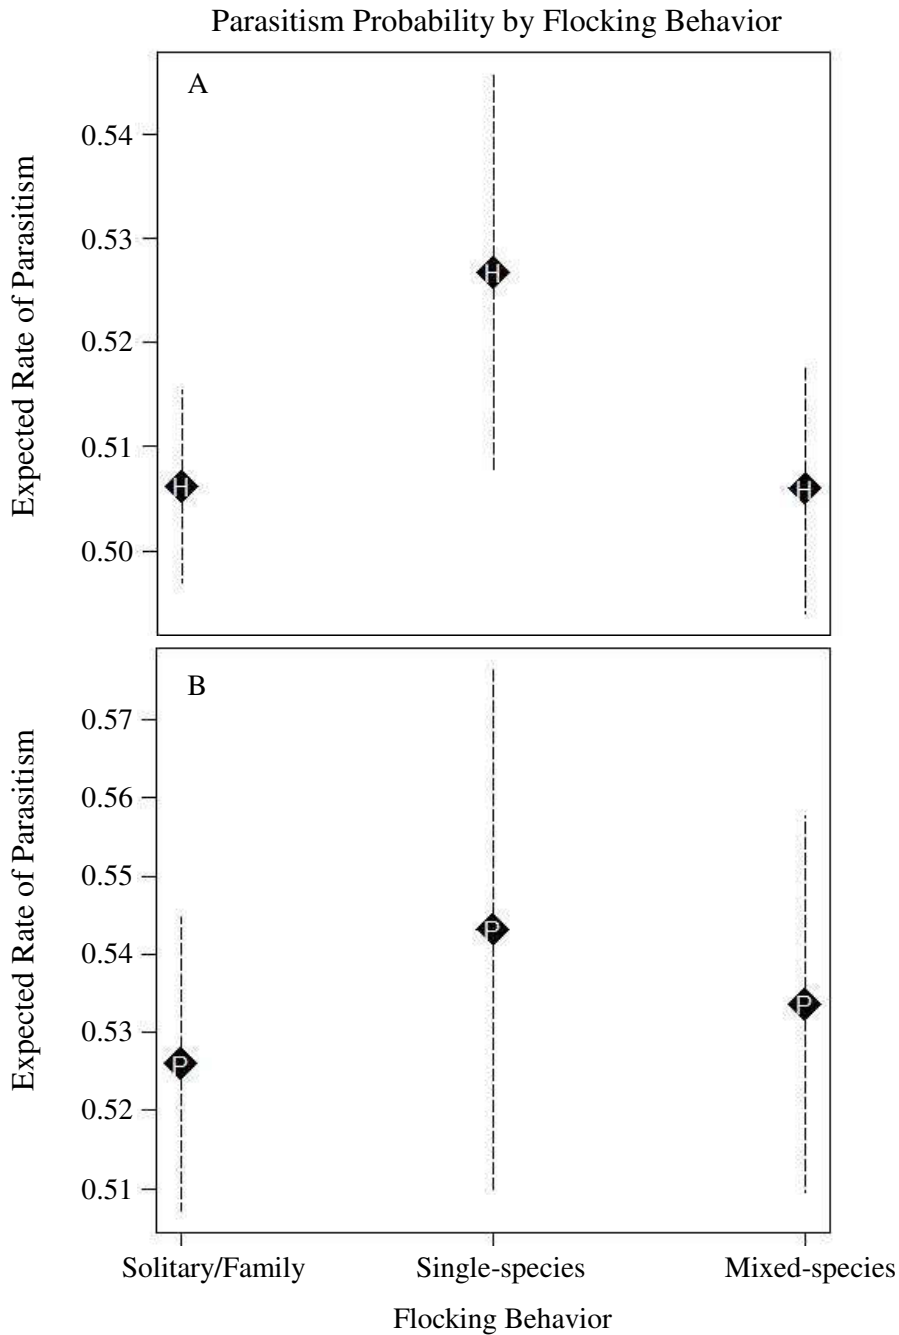 Parasitism Probability by Flocking Behavior
A
Expected Rate of Parasitism
0.54
0.53
0.52
0.51
0.50
H
H
H
B
Expected Rate of Parasitism
0.57
0.56
0.55
0.54
0.53
0.52
0.51
P
P
P
Solitary/Family
Single-species
Mixed-species
Flocking Behavior